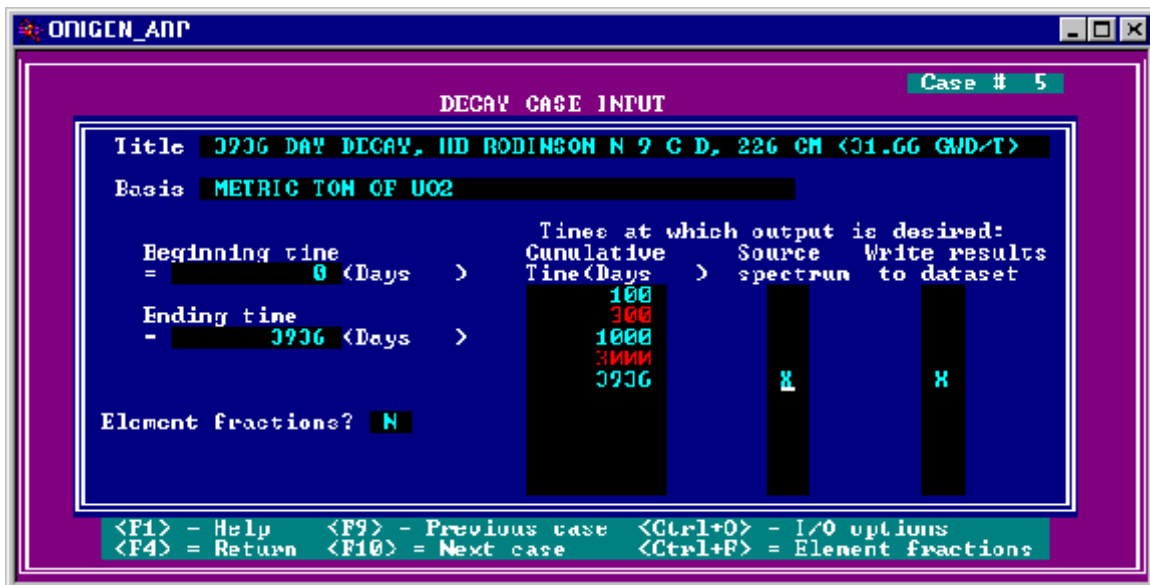 ORIGEN_ARP
Case # 5
DECAY CASE INPUT
Title 3936 DAY DECAY, HB ROBINSON N 9 C D, 226 CM (31.66 GWD/T)
Basis METRIC TON OF UO2
Times at which output is desired:
Beginning time Cumulative Source Write results
= 0 (Days ) Time(Days ) spectrum to dataset
100
Ending time 300
= 3936 (Days ) 1000
3000
3936 X X
Element fractions? N
<F1> = Help <F9> = Previous case <Ctrl+O> = I/O options
<F4> = Return <F10> = Next case <Ctrl+F> = Element fractions